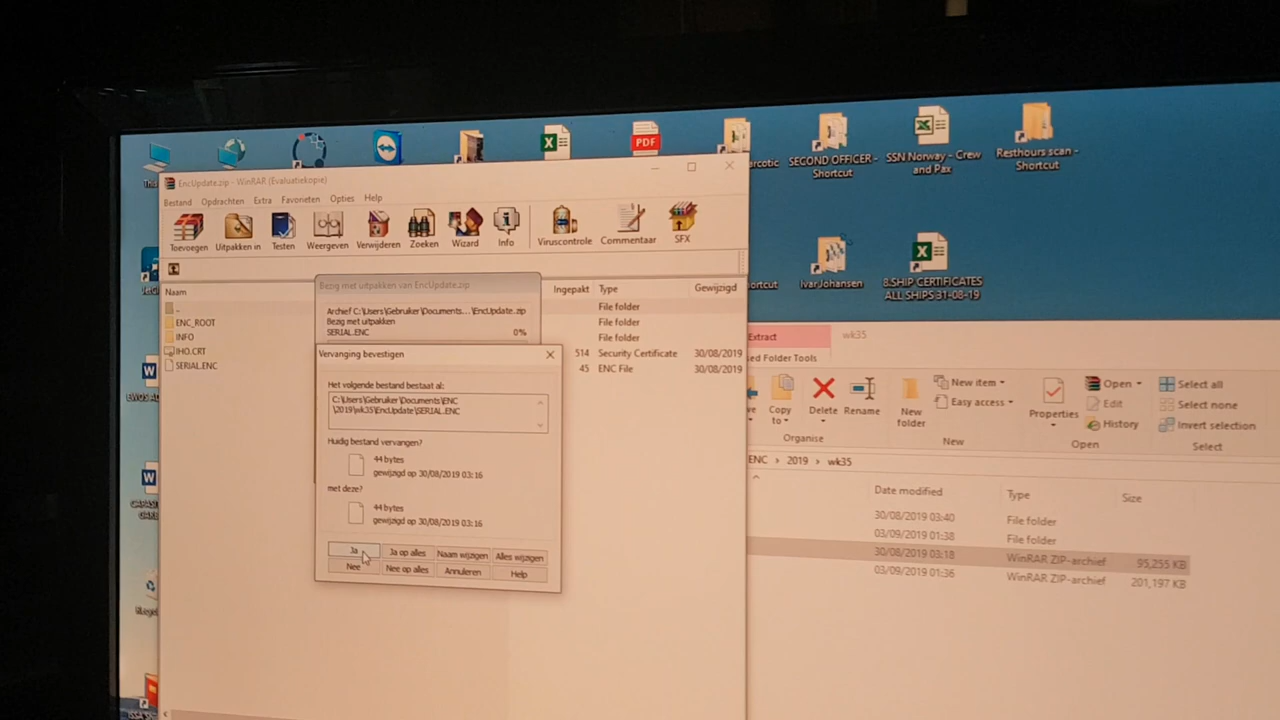 PDF
SECOND OFFICER -
Shortcut
SSN Norway - Crew
and Pax
Resthours scan -
Shortcut
EncUpdate.zip - WinRAR (Evaluatiekopie)
Bestand Opdrachten Extra Favorieten Opties Help
Toevoegen Uitpakken in Testen Weergeven Verwijderen Zoeken Wizard Info Viruscontrole Commentaar SFX
Ivar Johansen
8.SHIP CERTIFICATES
ALL SHIPS 31-08-19
Naam Ingepakt Type Gewijzigd
..
File folder
ENC_ROOT File folder
INFO File folder
IHO.CRT 514 Security Certificate 30/08/2019
SERIAL.ENC 45 ENC File 30/08/2019
Bezig met uitpakken van EncUpdate.zip
Archief C:\Users\Gebruiker\Documents...\EncUpdate.zip
Bezig met uitpakken
SERIAL.ENC 0%
Vervanging bevestigen
Het volgende bestand bestaat al:
C:\Users\Gebruiker\Documents\ENC
\2019\wk35\EncUpdate\SERIAL.ENC
Huidig bestand vervangen?
44 bytes
gewijzigd op 30/08/2019 03:16
met deze?
44 bytes
gewijzigd op 30/08/2019 03:16
Ja Ja op alles Naam wijzigen Alles wijzigen
Nee Nee op alles Annuleren Help
Extract wk35
Folder Tools
Copy
to
Delete
Rename
New
folder
New item
Easy access
Properties
Open
Edit
History
Select all
Select none
Invert selection
Organise New Open Select
ENC › 2019 › wk35
Date modified Type Size
30/08/2019 03:40 File folder
03/09/2019 01:38 File folder
30/08/2019 03:18 WinRAR ZIP-archief 95,255 KB
03/09/2019 01:36 WinRAR ZIP-archief 201,197 KB